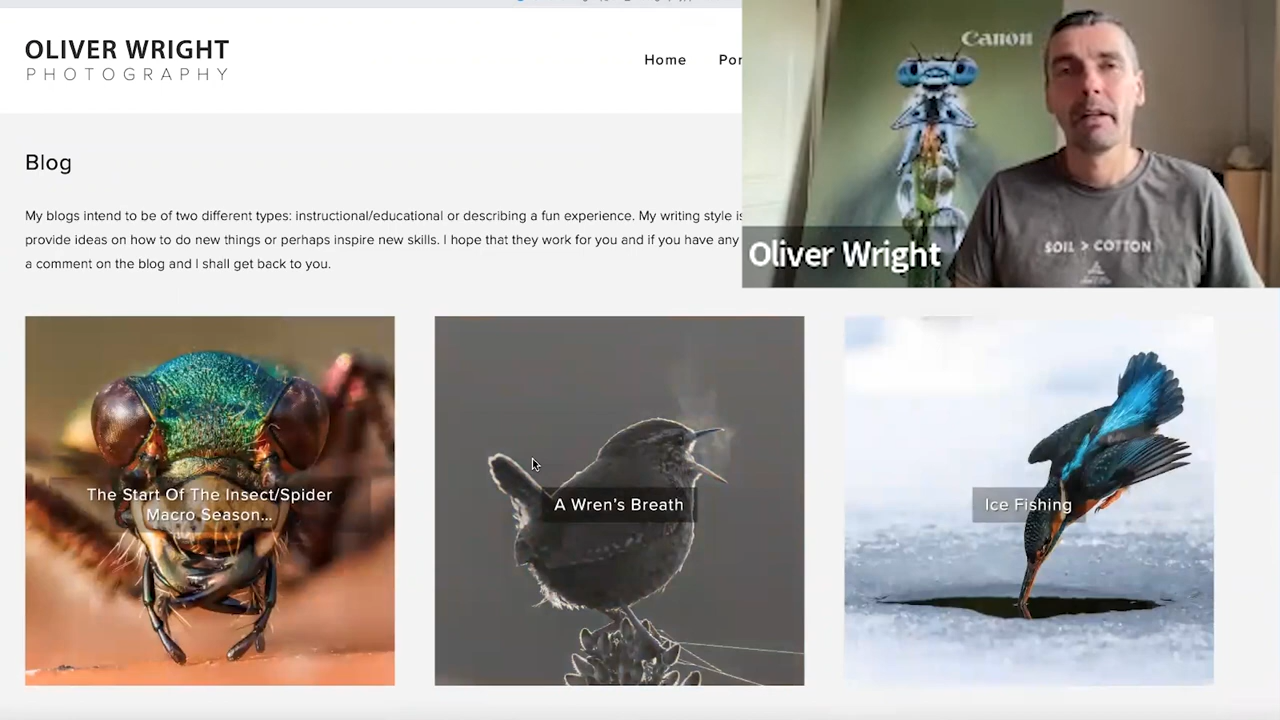 OLIVER WRIGHT
PHOTOGRAPHY
Home
Por
Canon
SOIL > COTTON
Oliver Wright
Blog
My blogs intend to be of two different types: instructional/educational or describing a fun experience. My writing style is
provide ideas on how to do new things or perhaps inspire new skills. I hope that they work for you and if you have any
a comment on the blog and I shall get back to you.
The Start Of The Insect/Spider
Macro Season...
A Wren's Breath
Ice Fishing